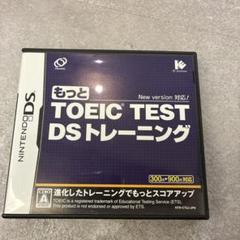 NINTENDO DS
New version 対応！
もっと
TOEIC® TEST
DSトレーニング
300点▶900点対応
進化したトレーニングでもっとスコアアップ
TOEIC® is a registered trademark of Educational Testing Service (ETS).
This product is not endorsed or approved by ETS.
A